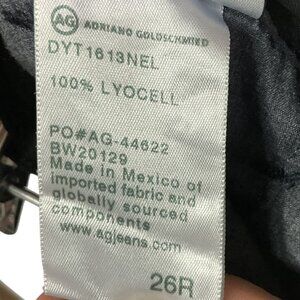 AG ADRIANO GOLDSCHMIED
DYT1613NEL
100% LYOCELL
PO#AG-44622
BW20129
Made in Mexico of
imported fabric and
globally sourced
components
www.agjeans.com
26R